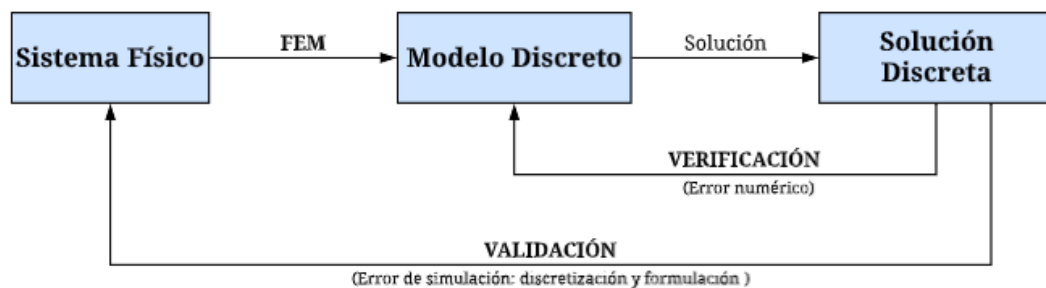 Sistema Físico
FEM
Modelo Discreto
Solución
Solución
Discreta
VERIFICACIÓN
(Error numérico)
VALIDACIÓN
(Error de simulación: discretización y formulación )